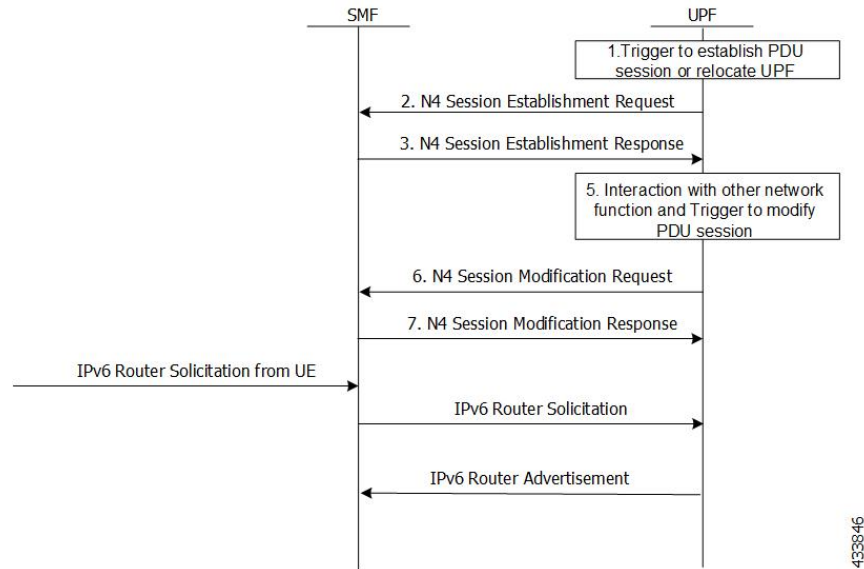 SMF
UPF
1.Trigger to establish PDU
session or relocate UPF
2. N4 Session Establishment Request
3. N4 Session Establishment Response
5. Interaction with other network
function and Trigger to modify
PDU session
6. N4 Session Modification Request
7. N4 Session Modification Response
IPv6 Router Solicitation from UE
IPv6 Router Solicitation
IPv6 Router Advertisement
433846